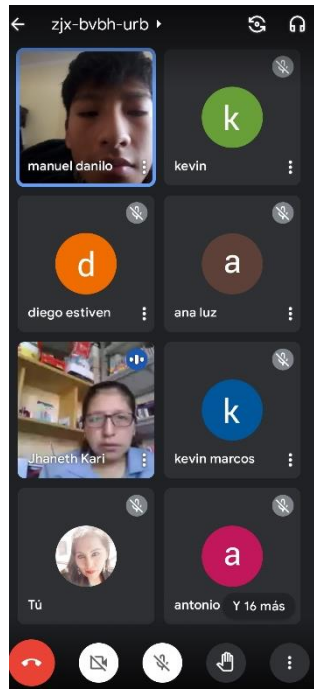 zjx-bvbh-urb
manuel danilo
k
kevin
d
diego estiven
a
ana luz
Jhaneth Kari
k
kevin marcos
Tú
a
antonio
Y 16 más